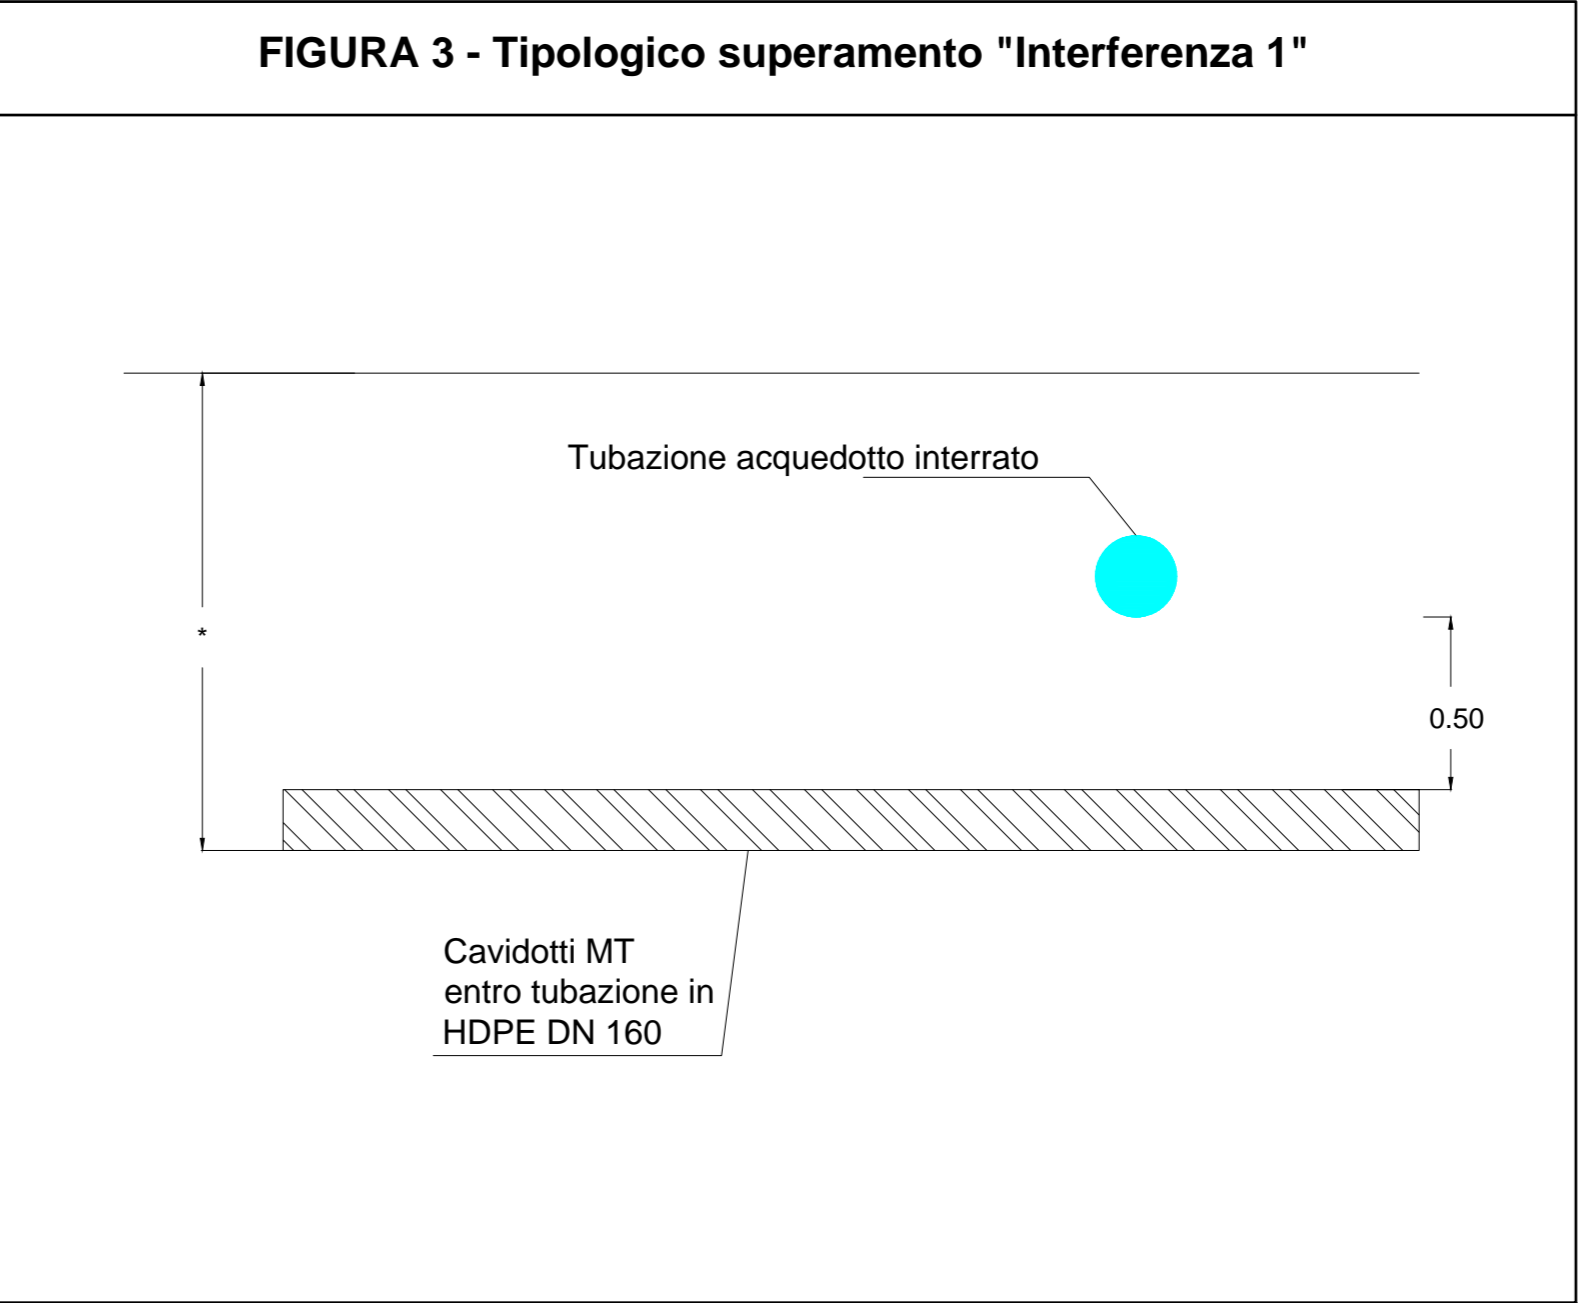 FIGURA 3 - Tipologico superamento "Interferenza 1"
Tubazione acquedotto interrato
*
0.50
Cavidotti MT
entro tubazione in
HDPE DN 160